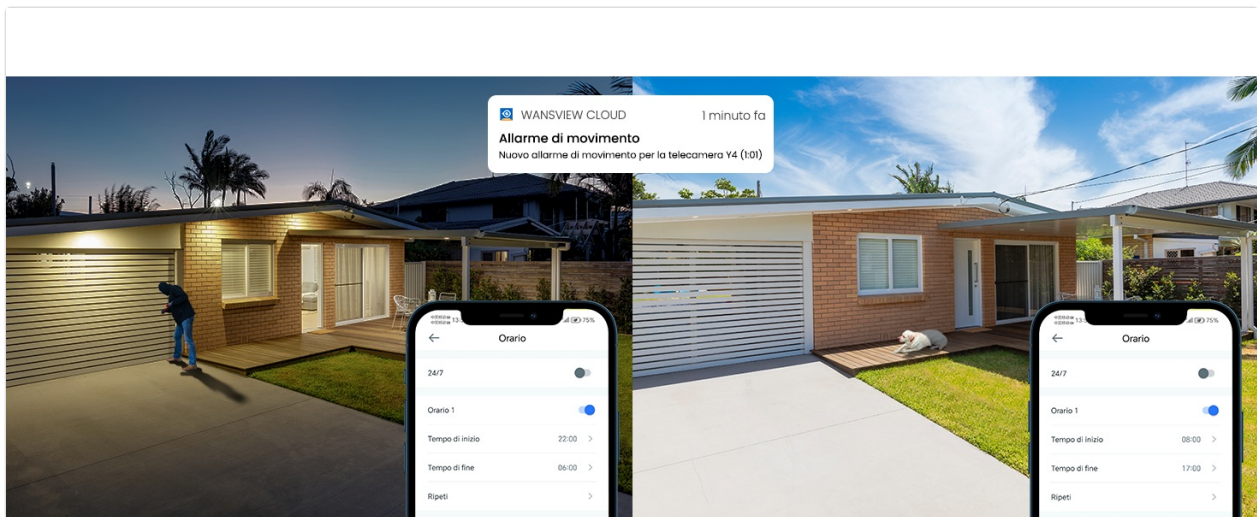 WANSVIEW CLOUD 1 minuto fa
Allarme di movimento
Nuovo allarme di movimento per la telecamera Y4 (1:01)
75%
Orario
24/7
Orario 1
Tempo di inizio 22:00
Tempo di fine 06:00
Ripeti
75%
Orario
24/7
Orario 1
Tempo di inizio 08:00
Tempo di fine 17:00
Ripeti